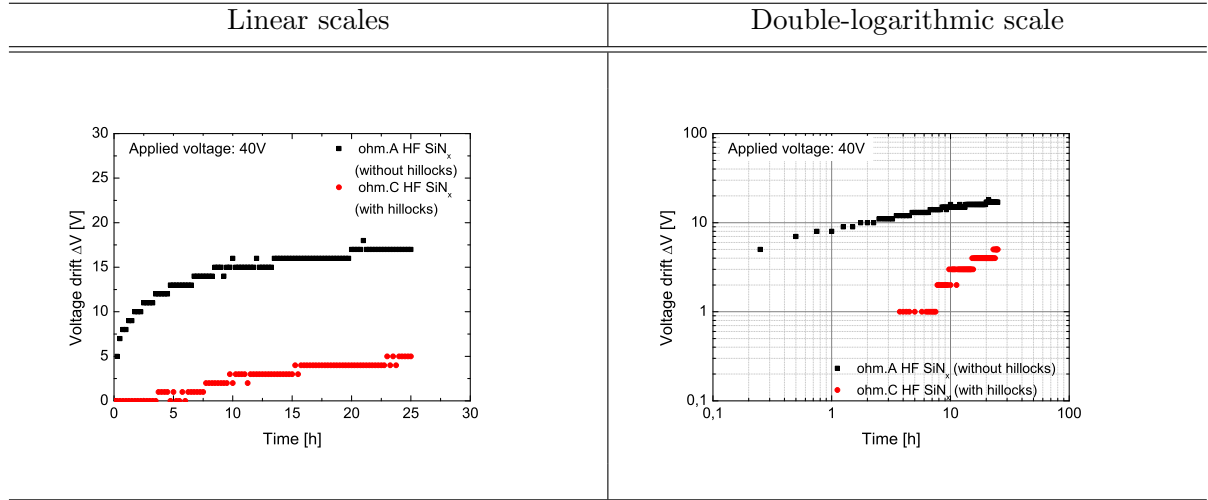 Linear scales
Double-logarithmic scale
30
25
20
15
10
5
0
0
5
10
15
20
25
30
Voltage drift ΔV [V]
Time [h]
Applied voltage: 40V
ohm.A HF SiNx
(without hillocks)
ohm.C HF SiNx
(with hillocks)
100
10
1
0,1
0,1
1
10
100
Voltage drift ΔV [V]
Time [h]
Applied voltage: 40V
ohm.A HF SiNx (without hillocks)
ohm.C HF SiNx (with hillocks)